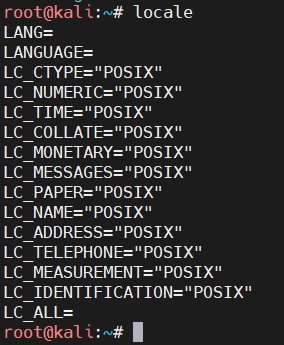 root@kali:~# locale
LANG=
LANGUAGE=
LC_CTYPE="POSIX"
LC_NUMERIC="POSIX"
LC_TIME="POSIX"
LC_COLLATE="POSIX"
LC_MONETARY="POSIX"
LC_MESSAGES="POSIX"
LC_PAPER="POSIX"
LC_NAME="POSIX"
LC_ADDRESS="POSIX"
LC_TELEPHONE="POSIX"
LC_MEASUREMENT="POSIX"
LC_IDENTIFICATION="POSIX"
LC_ALL=
root@kali:~#